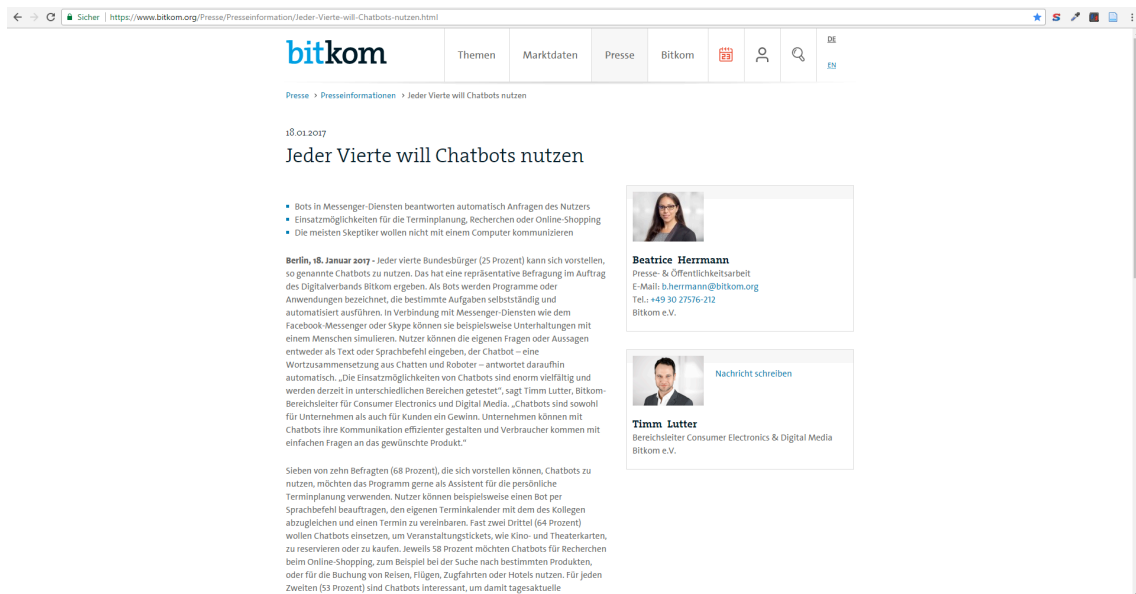 Sicher | https://www.bitkom.org/Presse/Presseinformation/Jeder-Vierte-will-Chatbots-nutzen.html
bitkom
Themen
Marktdaten
Presse
Bitkom
23
DE
EN
Presse › Presseinformationen › Jeder Vierte will Chatbots nutzen
18.01.2017
Jeder Vierte will Chatbots nutzen
Bots in Messenger-Diensten beantworten automatisch Anfragen des Nutzers
Einsatzmöglichkeiten für die Terminplanung, Recherchen oder Online-Shopping
Die meisten Skeptiker wollen nicht mit einem Computer kommunizieren
Berlin, 18. Januar 2017 - Jeder vierte Bundesbürger (25 Prozent) kann sich vorstellen,
so genannte Chatbots zu nutzen. Das hat eine repräsentative Befragung im Auftrag
des Digitalverbands Bitkom ergeben. Als Bots werden Programme oder
Anwendungen bezeichnet, die bestimmte Aufgaben selbstständig und
automatisiert ausführen. In Verbindung mit Messenger-Diensten wie dem
Facebook-Messenger oder Skype können sie beispielsweise Unterhaltungen mit
einem Menschen simulieren. Nutzer können die eigenen Fragen oder Aussagen
entweder als Text oder Sprachbefehl eingeben, der Chatbot – eine
Wortzusammensetzung aus Chatten und Roboter – antwortet daraufhin
automatisch. „Die Einsatzmöglichkeiten von Chatbots sind enorm vielfältig und
werden derzeit in unterschiedlichen Bereichen getestet“, sagt Timm Lutter, Bitkom-
Bereichsleiter für Consumer Electronics und Digital Media. „Chatbots sind sowohl
für Unternehmen als auch für Kunden ein Gewinn. Unternehmen können mit
Chatbots ihre Kommunikation effizienter gestalten und Verbraucher kommen mit
einfachen Fragen an das gewünschte Produkt.“
Sieben von zehn Befragten (68 Prozent), die sich vorstellen können, Chatbots zu
nutzen, möchten das Programm gerne als Assistent für die persönliche
Terminplanung verwenden. Nutzer können beispielsweise einen Bot per
Sprachbefehl beauftragen, den eigenen Terminkalender mit dem des Kollegen
abzugleichen und einen Termin zu vereinbaren. Fast zwei Drittel (64 Prozent)
wollen Chatbots einsetzen, um Veranstaltungstickets, wie Kino- und Theaterkarten,
zu reservieren oder zu kaufen. Jeweils 58 Prozent möchten Chatbots für Recherchen
beim Online-Shopping, zum Beispiel bei der Suche nach bestimmten Produkten,
oder für die Buchung von Reisen, Flügen, Zugfahrten oder Hotels nutzen. Für jeden
Zweiten (53 Prozent) sind Chatbots interessant, um damit tagesaktuelle
Beatrice Herrmann
Presse- & Öffentlichkeitsarbeit
E-Mail: b.herrmann@bitkom.org
Tel.: +49 30 27576-212
Bitkom e.V.
Nachricht schreiben
Timm Lutter
Bereichsleiter Consumer Electronics & Digital Media
Bitkom e.V.